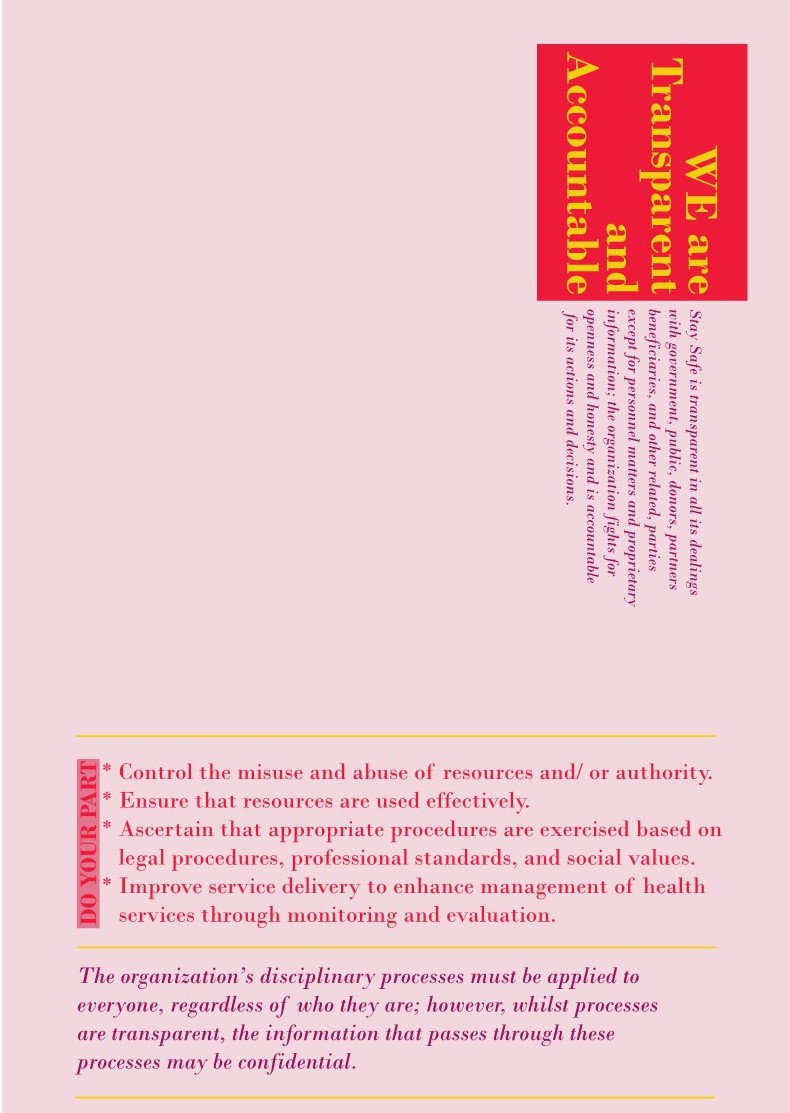 WE are
Transparent
and
Accountable
Stay Safe is transparent in all its dealings
with government, public, donors, partners
beneficiaries, and other related, parties
except for personnel matters and proprietary
information; the organization fights for
openness and honesty and is accountable
for its actions and decisions.
DO YOUR PART
* Control the misuse and abuse of resources and/ or authority.
* Ensure that resources are used effectively.
* Ascertain that appropriate procedures are exercised based on
legal procedures, professional standards, and social values.
* Improve service delivery to enhance management of health
services through monitoring and evaluation.
The organization's disciplinary processes must be applied to
everyone, regardless of who they are; however, whilst processes
are transparent, the information that passes through these
processes may be confidential.